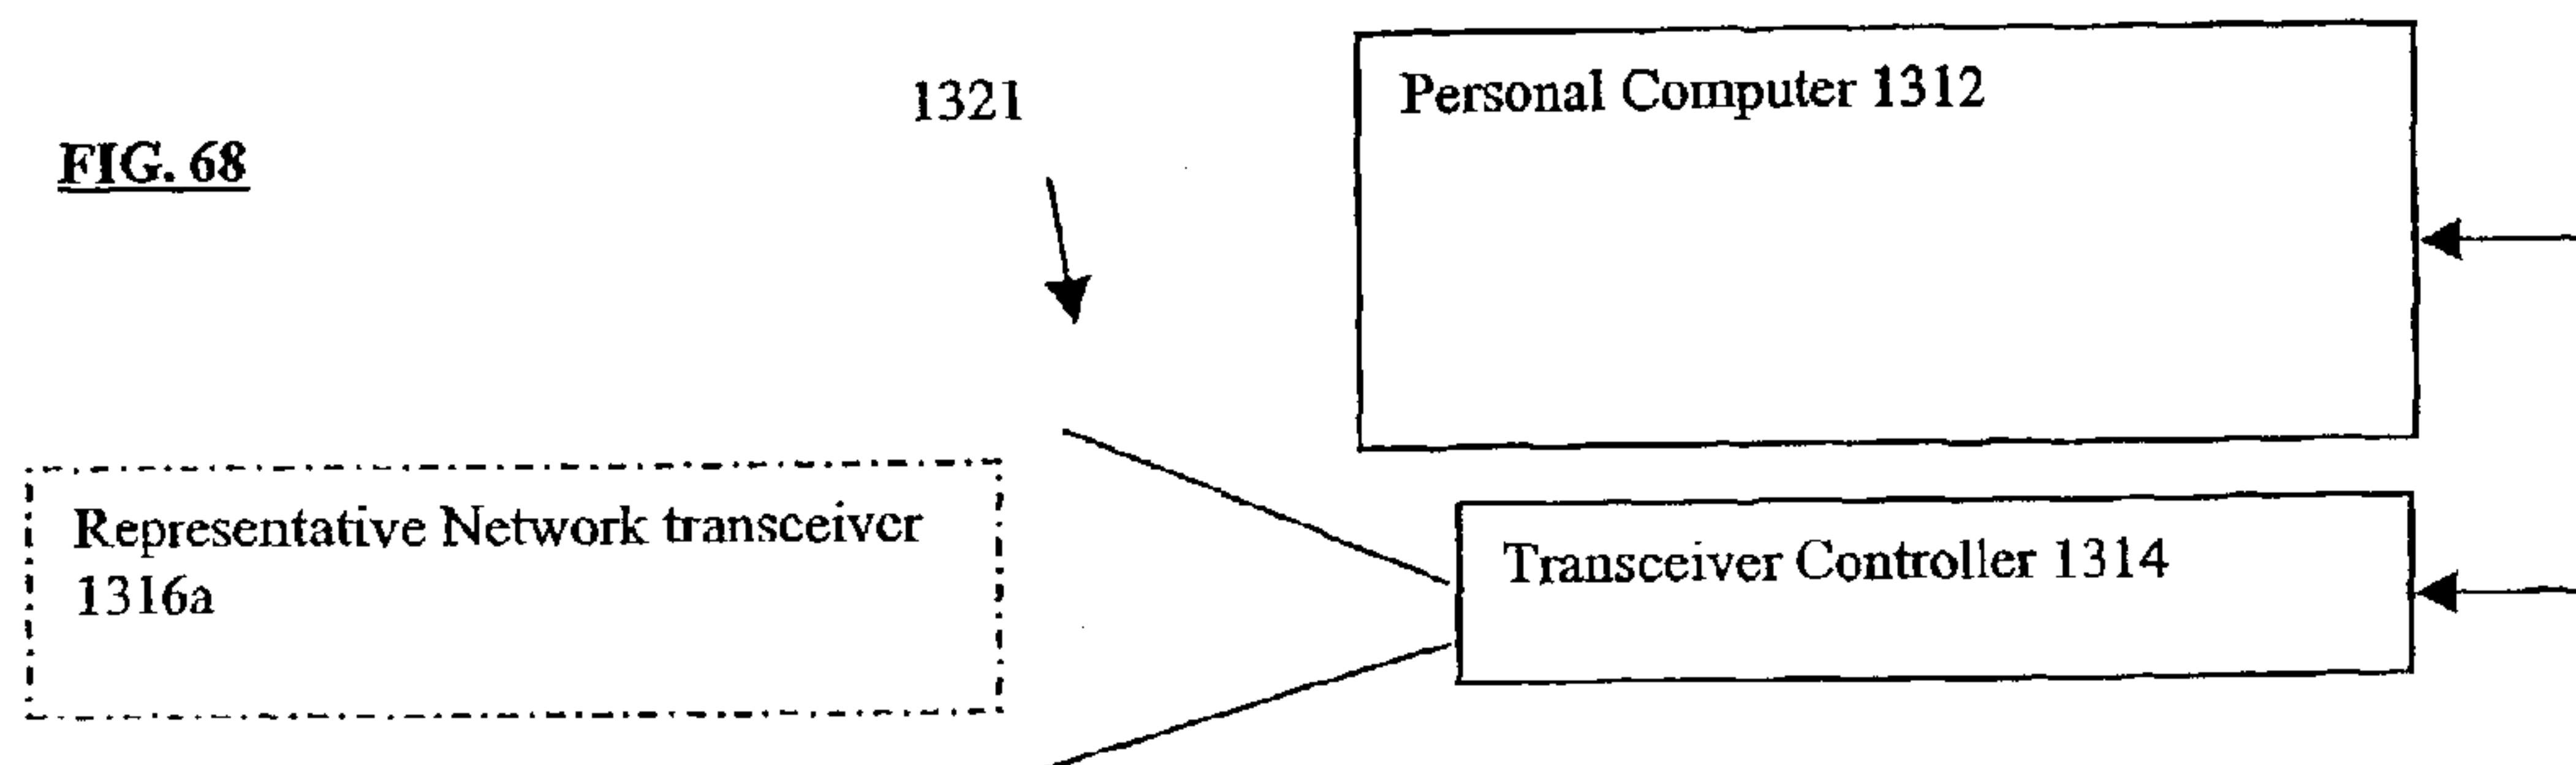 1321
Personal Computer 1312
FIG. 68
Representative Network transceiver
1316a
Transceiver Controller 1314